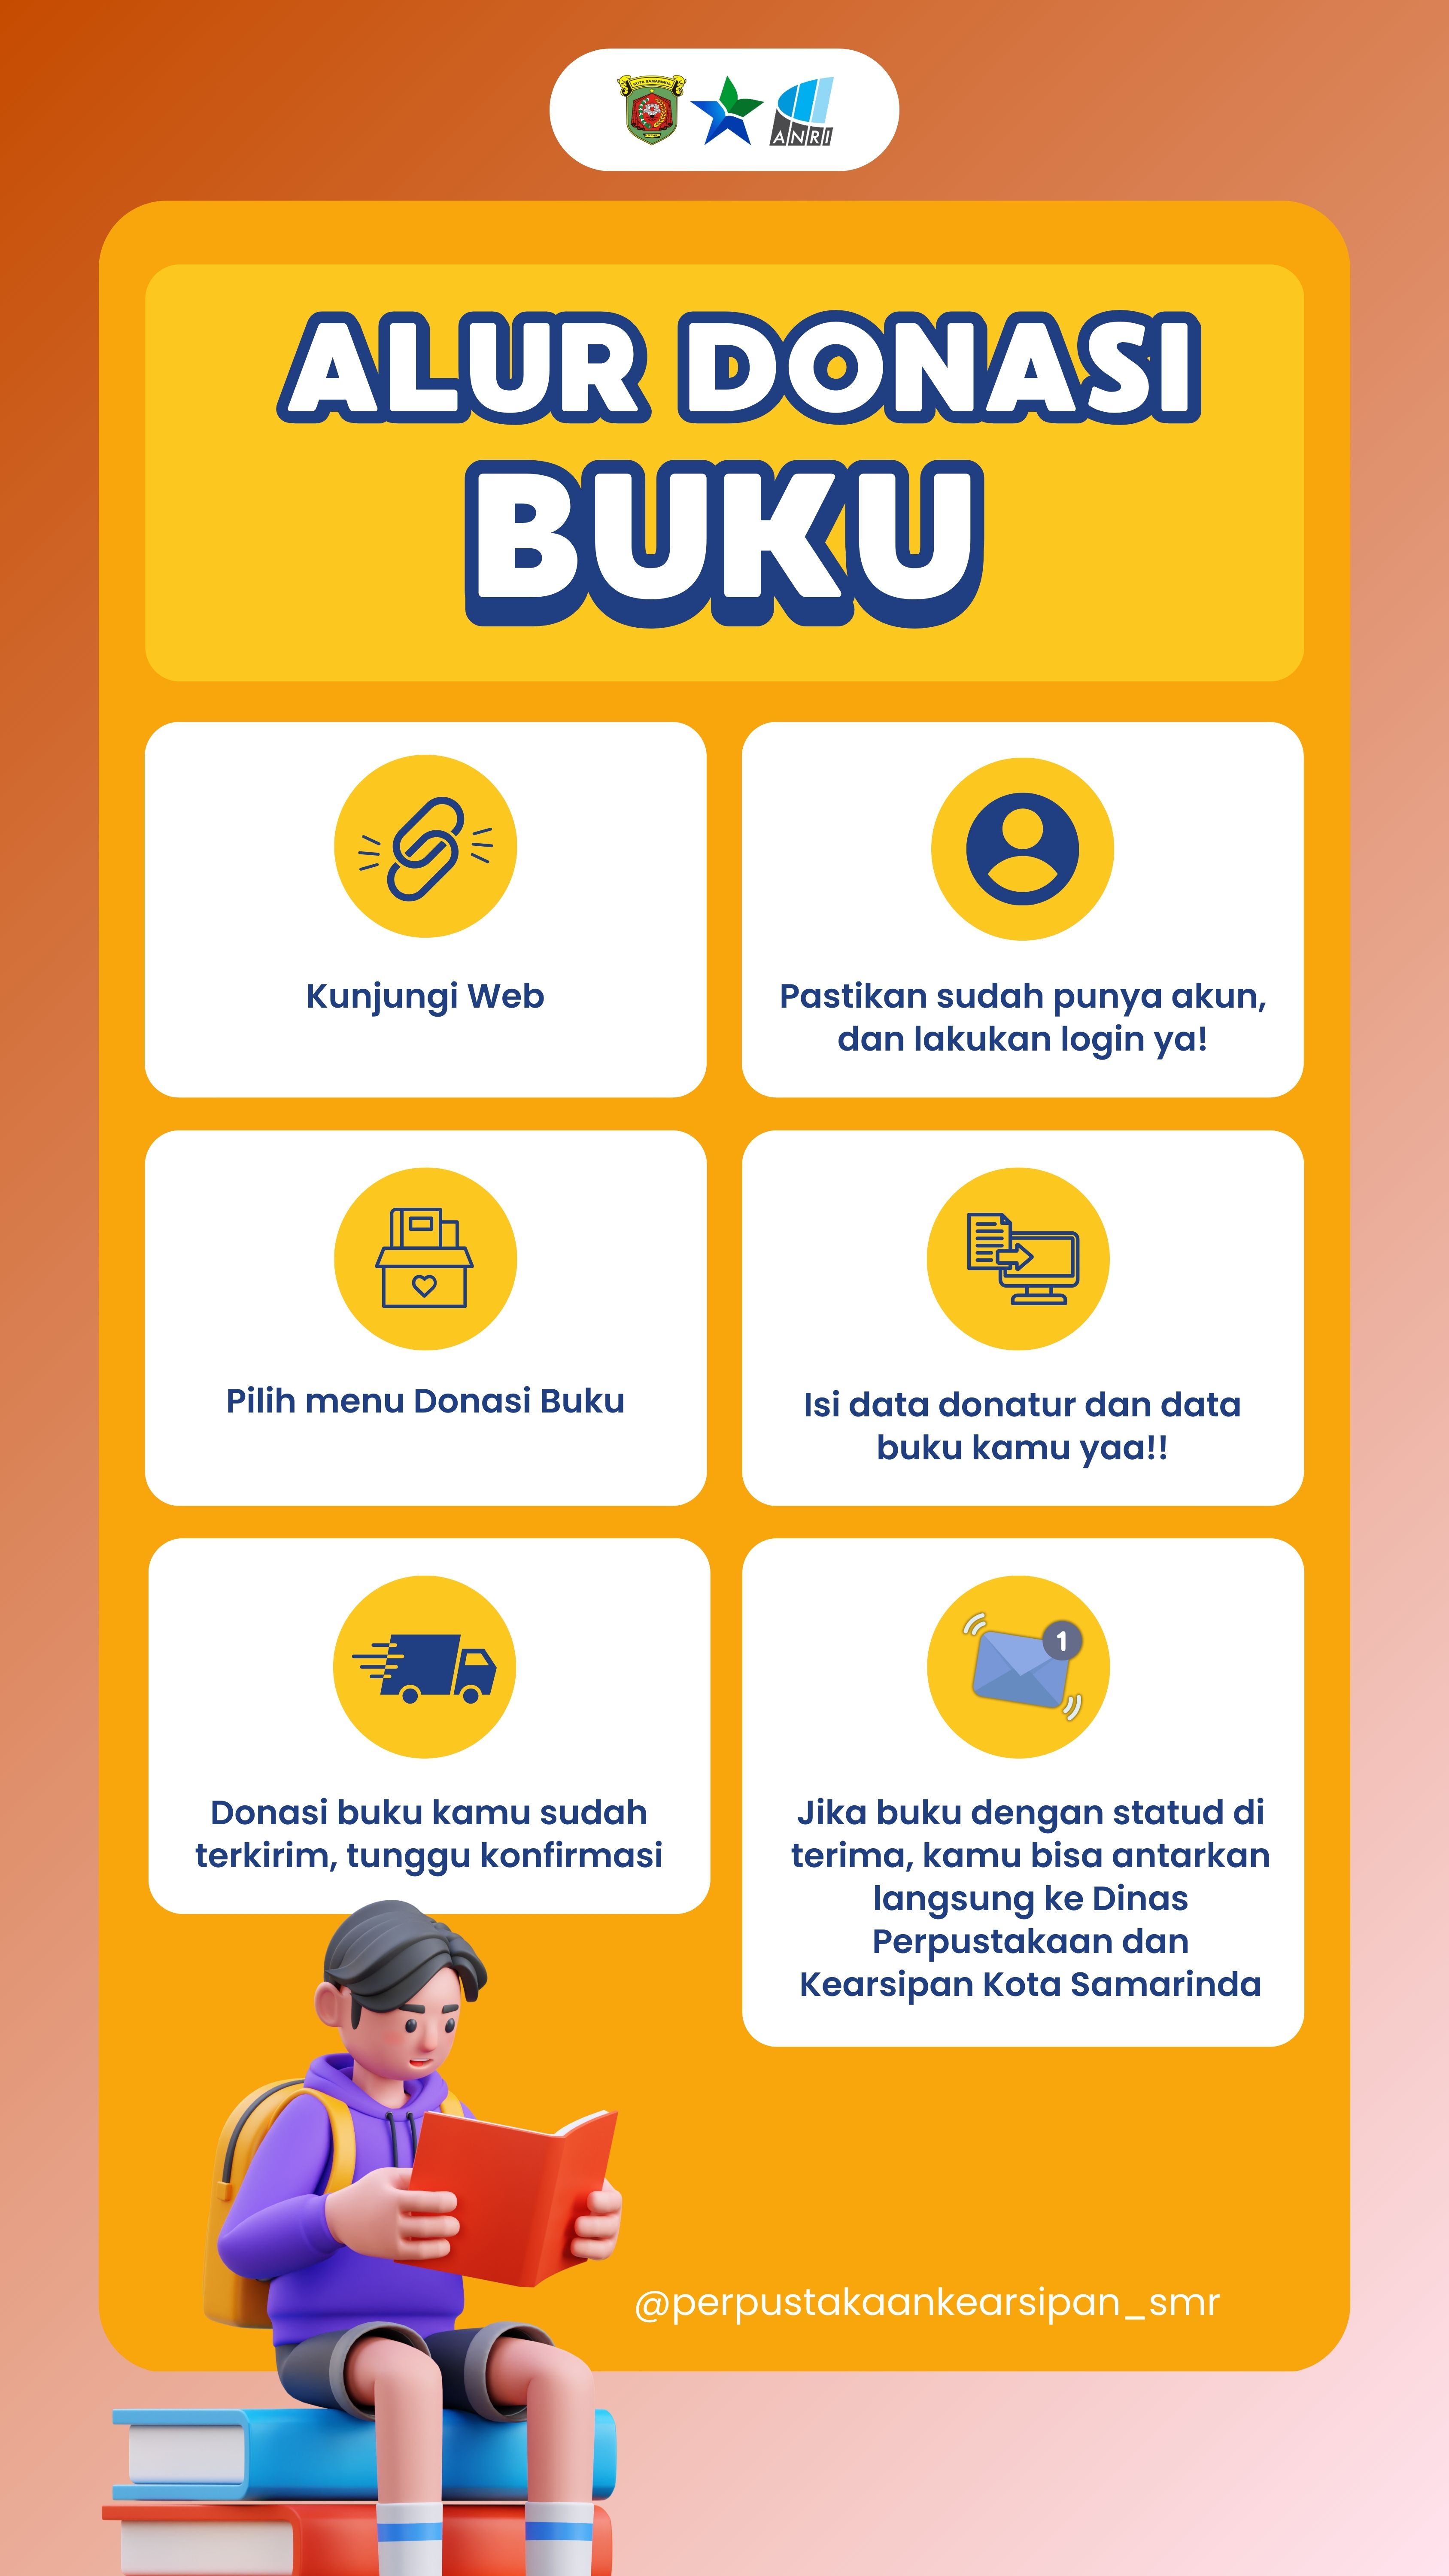 KOTA SAMARINDA
ANRI
ALUR DONASI
BUKU
Kunjungi Web
Pastikan sudah punya akun,
dan lakukan login ya!
Pilih menu Donasi Buku
Isi data donatur dan data
buku kamu yaa!!
Donasi buku kamu sudah
terkirim, tunggu konfirmasi
1
Jika buku dengan statud di
terima, kamu bisa antarkan
langsung ke Dinas
Perpustakaan dan
Kearsipan Kota Samarinda
@perpustakaankearsipan_smr